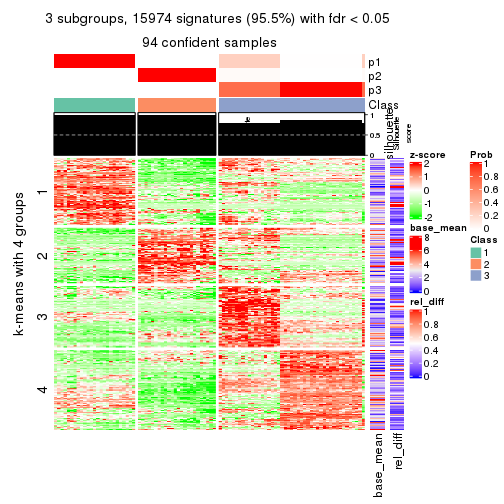 3 subgroups, 15974 signatures (95.5%) with fdr < 0.05
94 confident samples
p1
p2
p3
Class
1
0.5
0
silhouette
Silhouette
score
k-means with 4 groups
1
2
3
4
base_mean
rel_diff
z-score
2
1
0
-1
-2
base_mean
8
6
4
2
0
rel_diff
1
0.8
0.6
0.4
0.2
0
Prob
1
0.8
0.6
0.4
0.2
0
Class
1
2
3